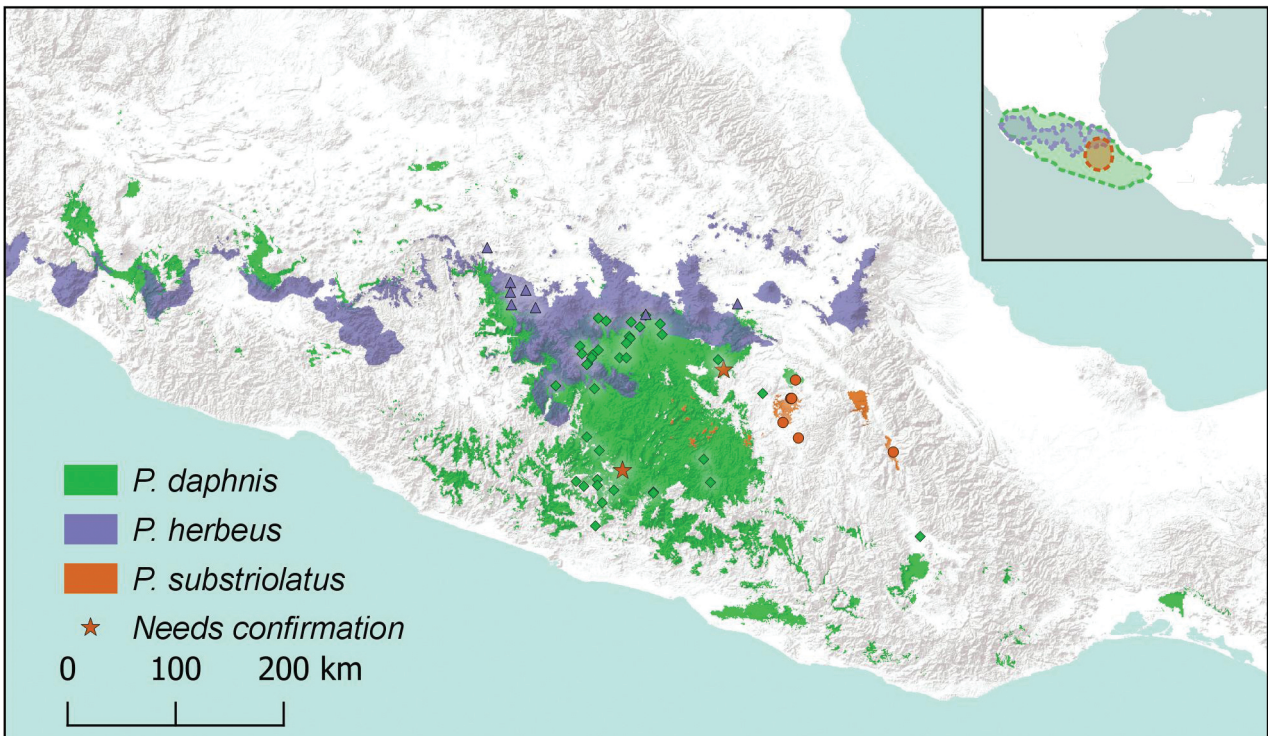 P. daphnis
P. herbeus
P. substriolatus
Needs confirmation
0 100 200 km